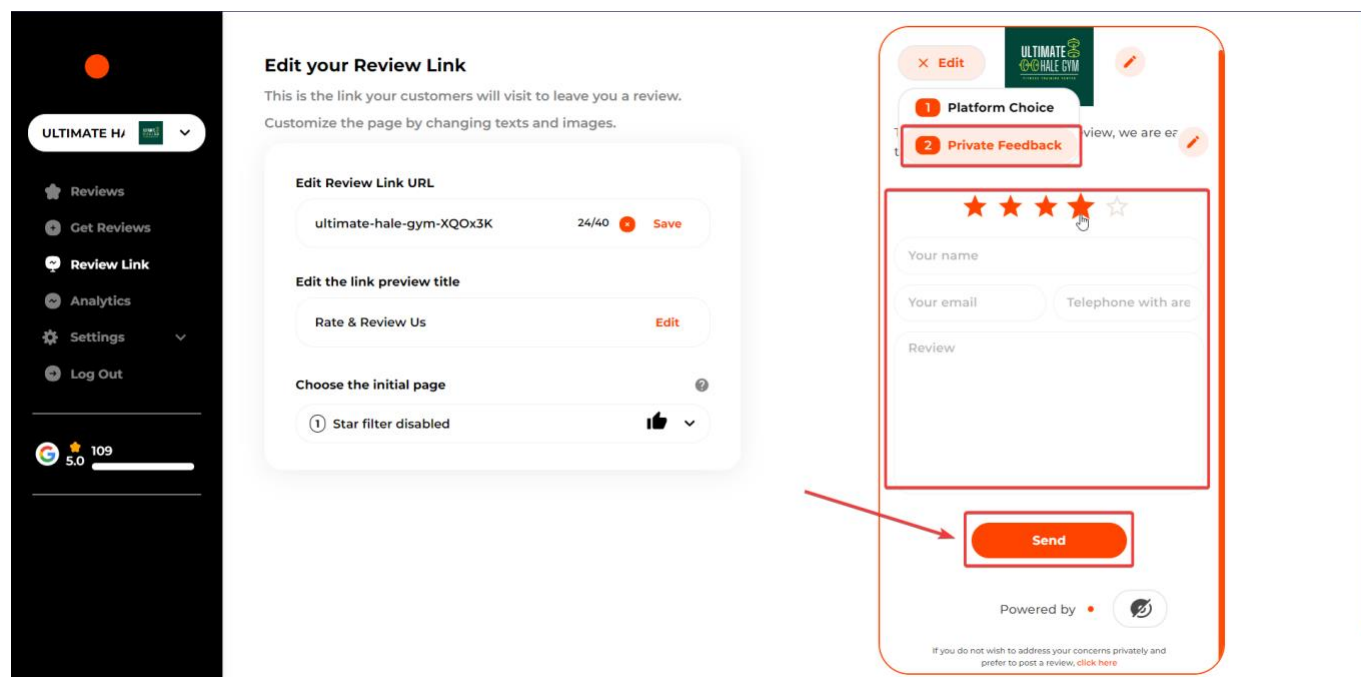 ULTIMATE HA
Reviews
Get Reviews
Review Link
Analytics
Settings
Log Out
109
5.0
Edit your Review Link
This is the link your customers will visit to leave you a review.
Customize the page by changing texts and images.
Edit Review Link URL
ultimate-hale-gym-XQOx3K
24/40
Save
Edit the link preview title
Rate & Review Us
Edit
Choose the initial page
1 Star filter disabled
Edit
ULTIMATE
HALE GYM
1 Platform Choice
2 Private Feedback
view, we are ea
Your name
Your email
Telephone with are
Review
Send
Powered by
If you do not wish to address your concerns privately and
prefer to post a review, click here